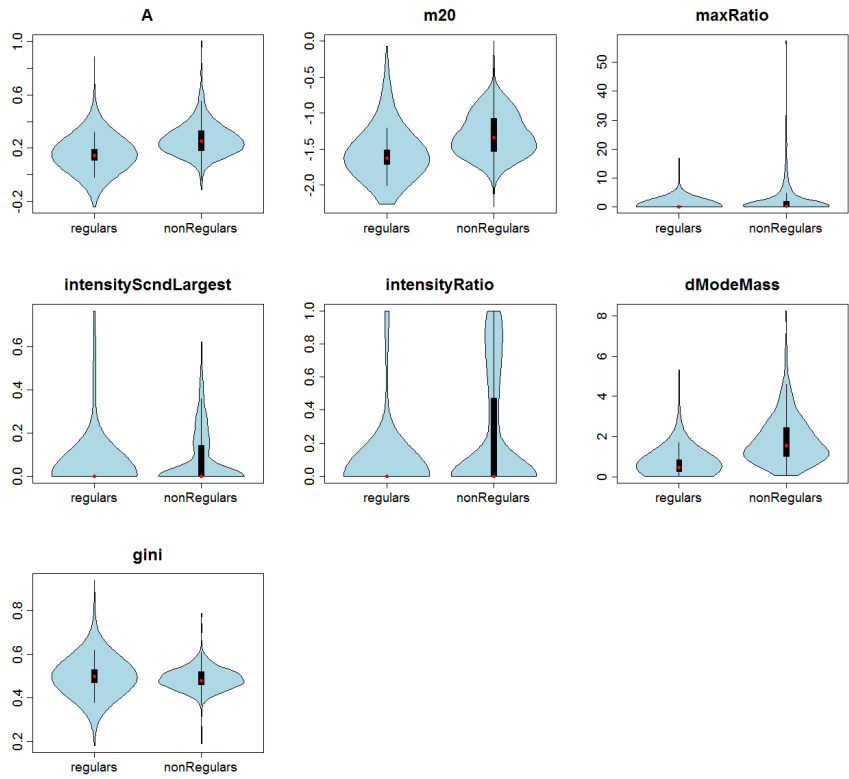 A
1.0
0.6
0.2
-0.2
regulars nonRegulars
m20
0.0
-0.5
-1.0
-1.5
-2.0
regulars nonRegulars
maxRatio
50
40
30
20
10
0
regulars nonRegulars
intensityScndLargest
0.6
0.4
0.2
0.0
regulars nonRegulars
intensityRatio
1.0
0.8
0.6
0.4
0.2
0.0
regulars nonRegulars
dModeMass
8
6
4
2
0
regulars nonRegulars
gini
0.8
0.6
0.4
0.2
regulars nonRegulars